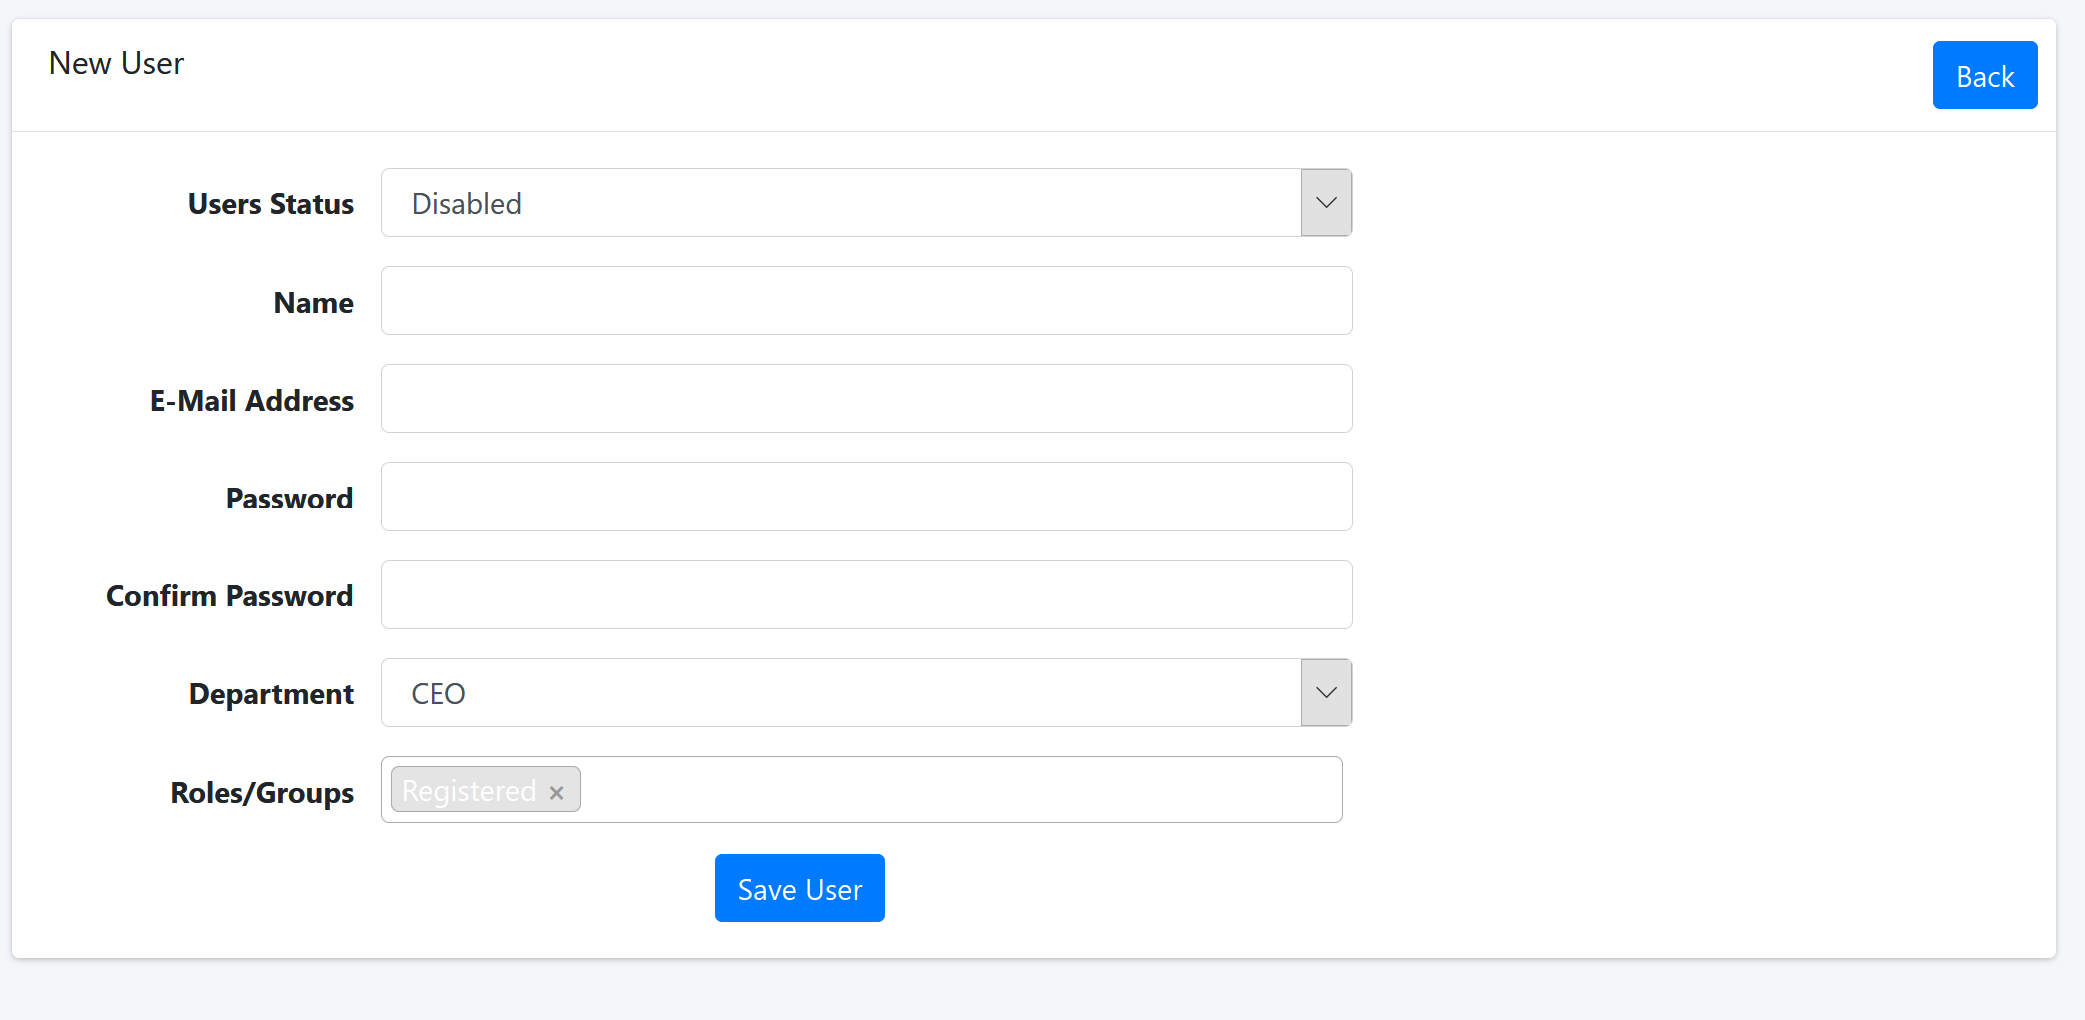 New User
Back
Users Status Disabled
Name
E-Mail Address
Password
Confirm Password
Department CEO
Roles/Groups Registered ×
Save User